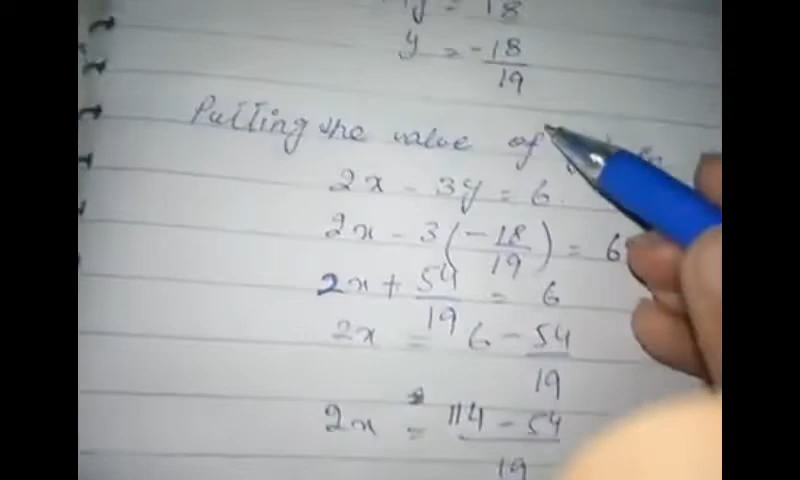 y = 18
y = -18/19
Putting the value of
2x - 3y = 6.
2x - 3(-18/19) = 6
2x + 54/19 = 6
2x = 6 - 54/19
2x = 114 - 54/19